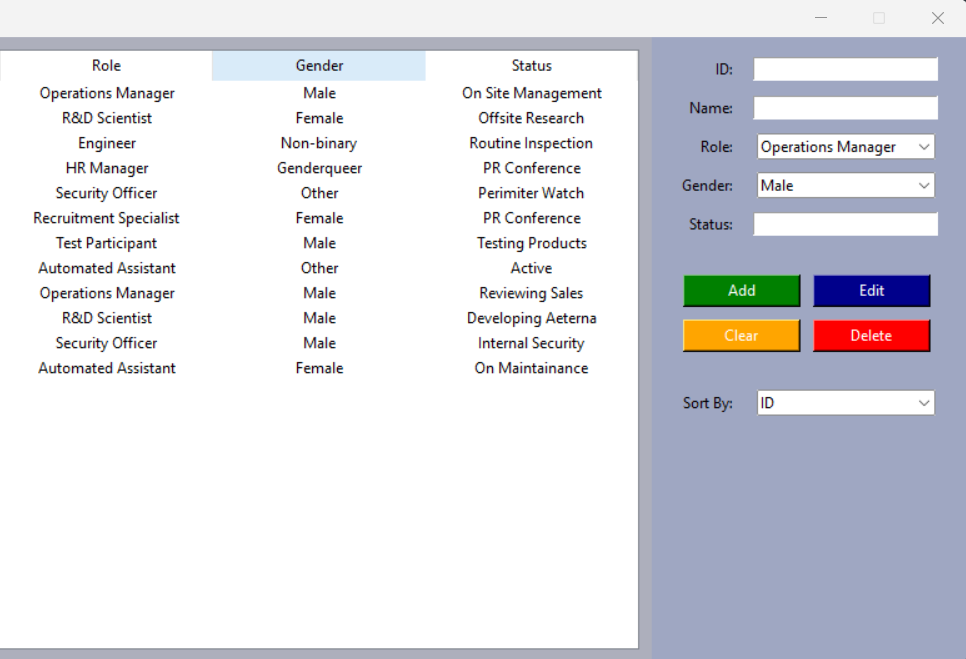 Role Gender Status
Operations Manager Male On Site Management
R&D Scientist Female Offsite Research
Engineer Non-binary Routine Inspection
HR Manager Genderqueer PR Conference
Security Officer Other Perimiter Watch
Recruitment Specialist Female PR Conference
Test Participant Male Testing Products
Automated Assistant Other Active
Operations Manager Male Reviewing Sales
R&D Scientist Male Developing Aeterna
Security Officer Male Internal Security
Automated Assistant Female On Maintainance
ID:
Name:
Role: Operations Manager
Gender: Male
Status:
Add Edit
Clear Delete
Sort By: ID